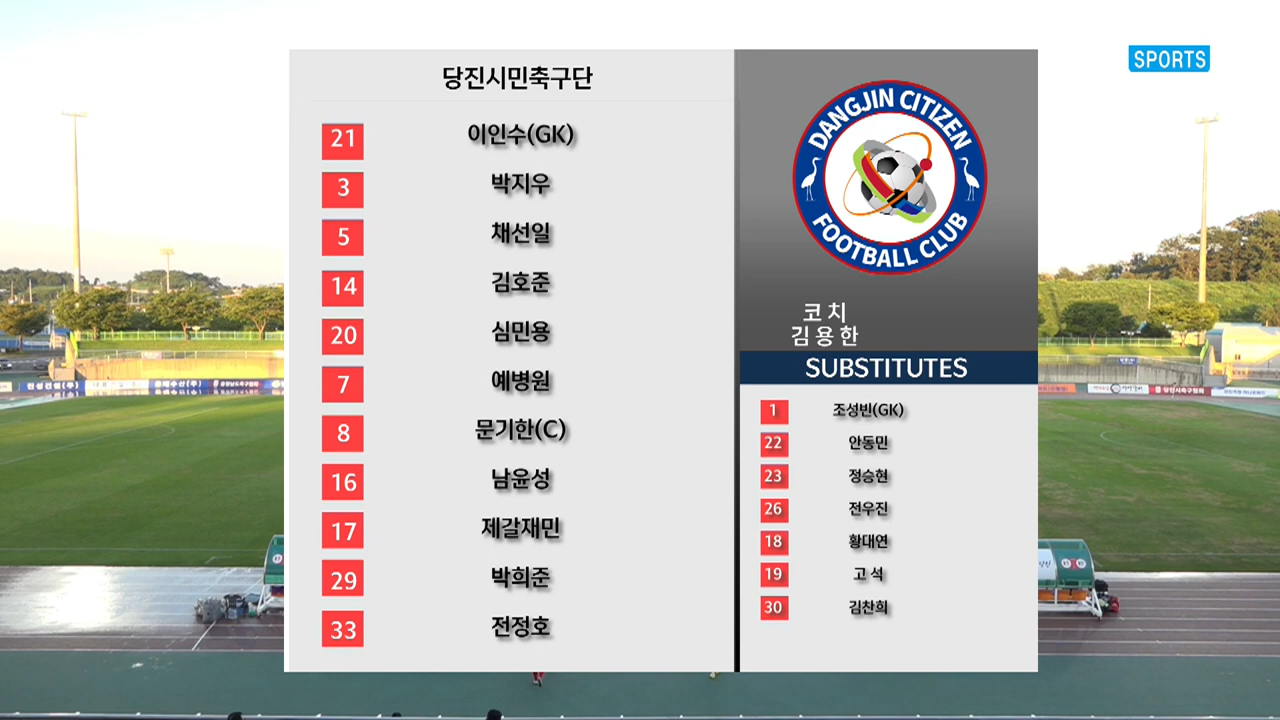 SPORTS
당진시민축구단
21 이인수(GK)
3 박지우
5 채선일
14 김호준
20 심민용
7 예병원
8 문기한(C)
16 남윤성
17 제갈재민
29 박희준
33 전정호
DANGJIN CITIZEN
FOOTBALL CLUB
코 치
김 용 한
SUBSTITUTES
1 조성빈(GK)
22 안동민
23 정승현
26 전우진
18 황대연
19 고 석
30 김찬희